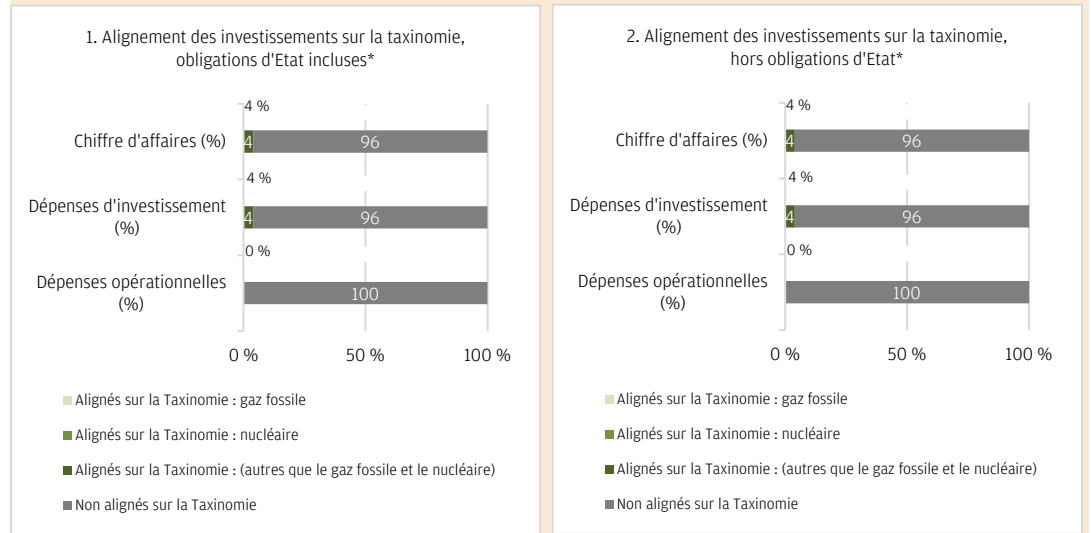 1. Alignement des investissements sur la taxinomie,
obligations d'Etat incluses*
4 %
Chiffre d'affaires (%)
4
96
4 %
Dépenses d'investissement
(%)
4
96
0 %
Dépenses opérationnelles
(%)
100
0 %
50 %
100 %
Alignés sur la Taxinomie : gaz fossile
Alignés sur la Taxinomie : nucléaire
Alignés sur la Taxinomie : (autres que le gaz fossile et le nucléaire)
Non alignés sur la Taxinomie
2. Alignement des investissements sur la taxinomie,
hors obligations d'Etat*
4 %
Chiffre d'affaires (%)
4
96
4 %
Dépenses d'investissement
(%)
4
96
0 %
Dépenses opérationnelles
(%)
100
0 %
50 %
100 %
Alignés sur la Taxinomie : gaz fossile
Alignés sur la Taxinomie : nucléaire
Alignés sur la Taxinomie : (autres que le gaz fossile et le nucléaire)
Non alignés sur la Taxinomie